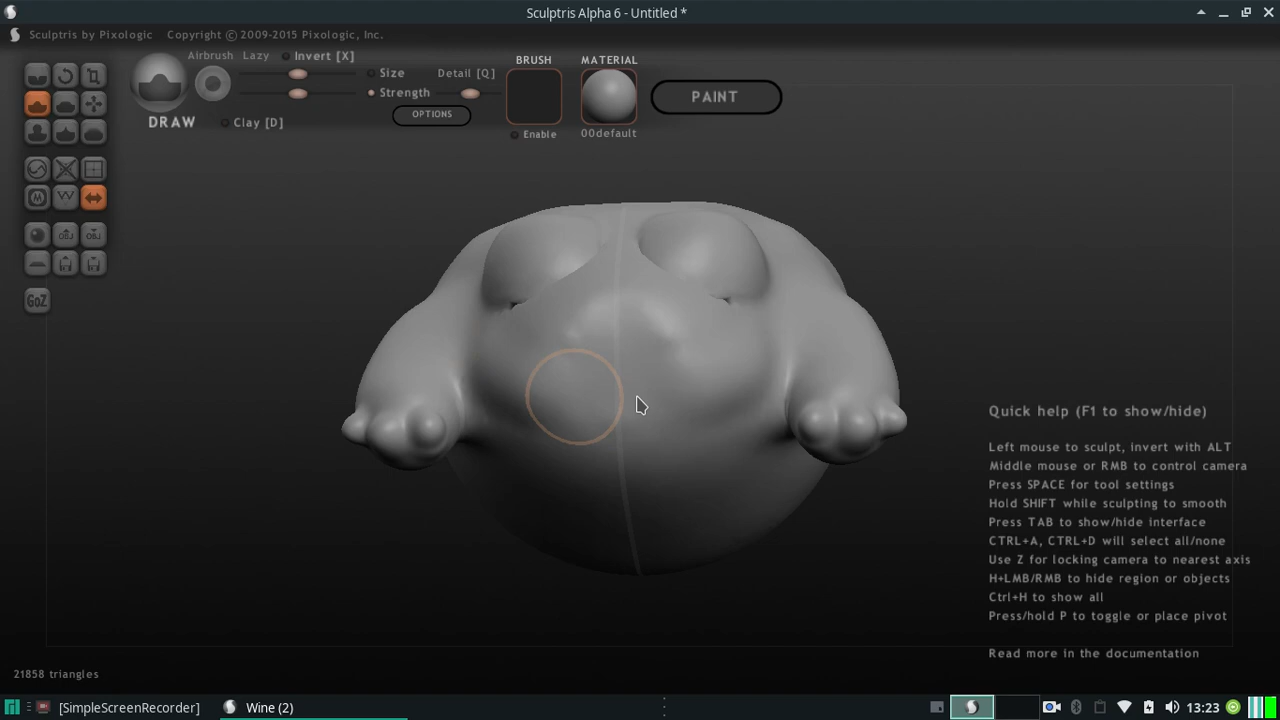 Sculptris Alpha 6 - Untitled *
Sculptris by Pixologic Copyright © 2009-2015 Pixologic, Inc.
Airbrush Lazy Invert [X]
BRUSH MATERIAL
Size Detail [Q]
Strength
PAINT
OPTIONS
DRAW Clay [D]
Enable 00default
OBJ OBJ
GoZ
Quick help (F1 to show/hide)
Left mouse to sculpt, invert with ALT
Middle mouse or RMB to control camera
Press SPACE for tool settings
Hold SHIFT while sculpting to smooth
Press TAB to show/hide interface
CTRL+A, CTRL+D will select all/none
Use Z for locking camera to nearest axis
H+LMB/RMB to hide region or objects
Ctrl+H to show all
Press/hold P to toggle or place pivot
Read more in the documentation
21858 triangles
[SimpleScreenRecorder] Wine (2) 13:23